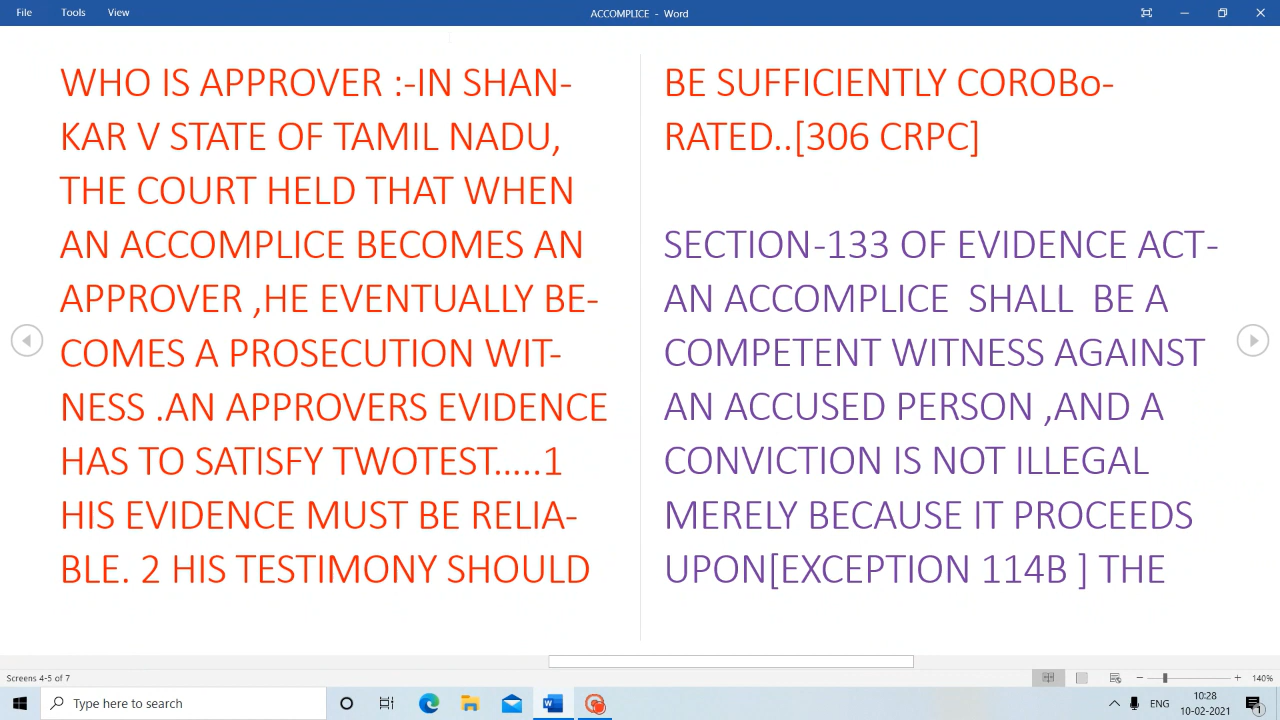 File Tools View ACCOMPLICE - Word
WHO IS APPROVER :-IN SHAN-
KAR V STATE OF TAMIL NADU,
THE COURT HELD THAT WHEN
AN ACCOMPLICE BECOMES AN
APPROVER ,HE EVENTUALLY BE-
COMES A PROSECUTION WIT-
NESS .AN APPROVERS EVIDENCE
HAS TO SATISFY TWOTEST.....1
HIS EVIDENCE MUST BE RELIA-
BLE. 2 HIS TESTIMONY SHOULD
BE SUFFICIENTLY COROBo-
RATED..[306 CRPC]
SECTION-133 OF EVIDENCE ACT-
AN ACCOMPLICE SHALL BE A
COMPETENT WITNESS AGAINST
AN ACCUSED PERSON ,AND A
CONVICTION IS NOT ILLEGAL
MERELY BECAUSE IT PROCEEDS
UPON[EXCEPTION 114B ] THE
Screens 4-5 of 7
140%
Type here to search
ENG
10:28
10-02-2021
1